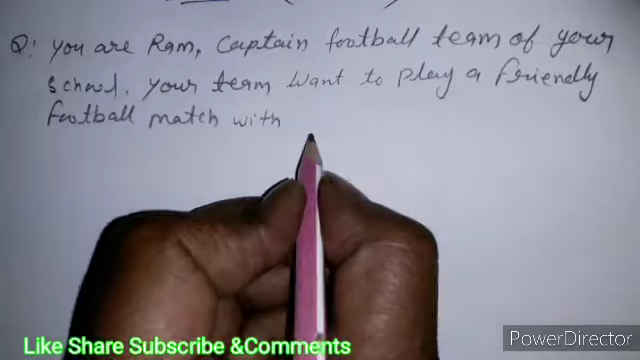 Q: You are Ram, Captain football team of your
School. Your team want to play a friendly
football match with
Like Share Subscribe &Comments
PowerDirector